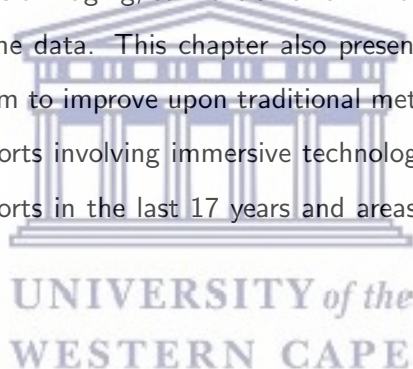 he data. This chapter also presen
m to improve upon traditional met
orts involving immersive technolog
orts in the last 17 years and areas
UNIVERSITY of the
WESTERN CAPE